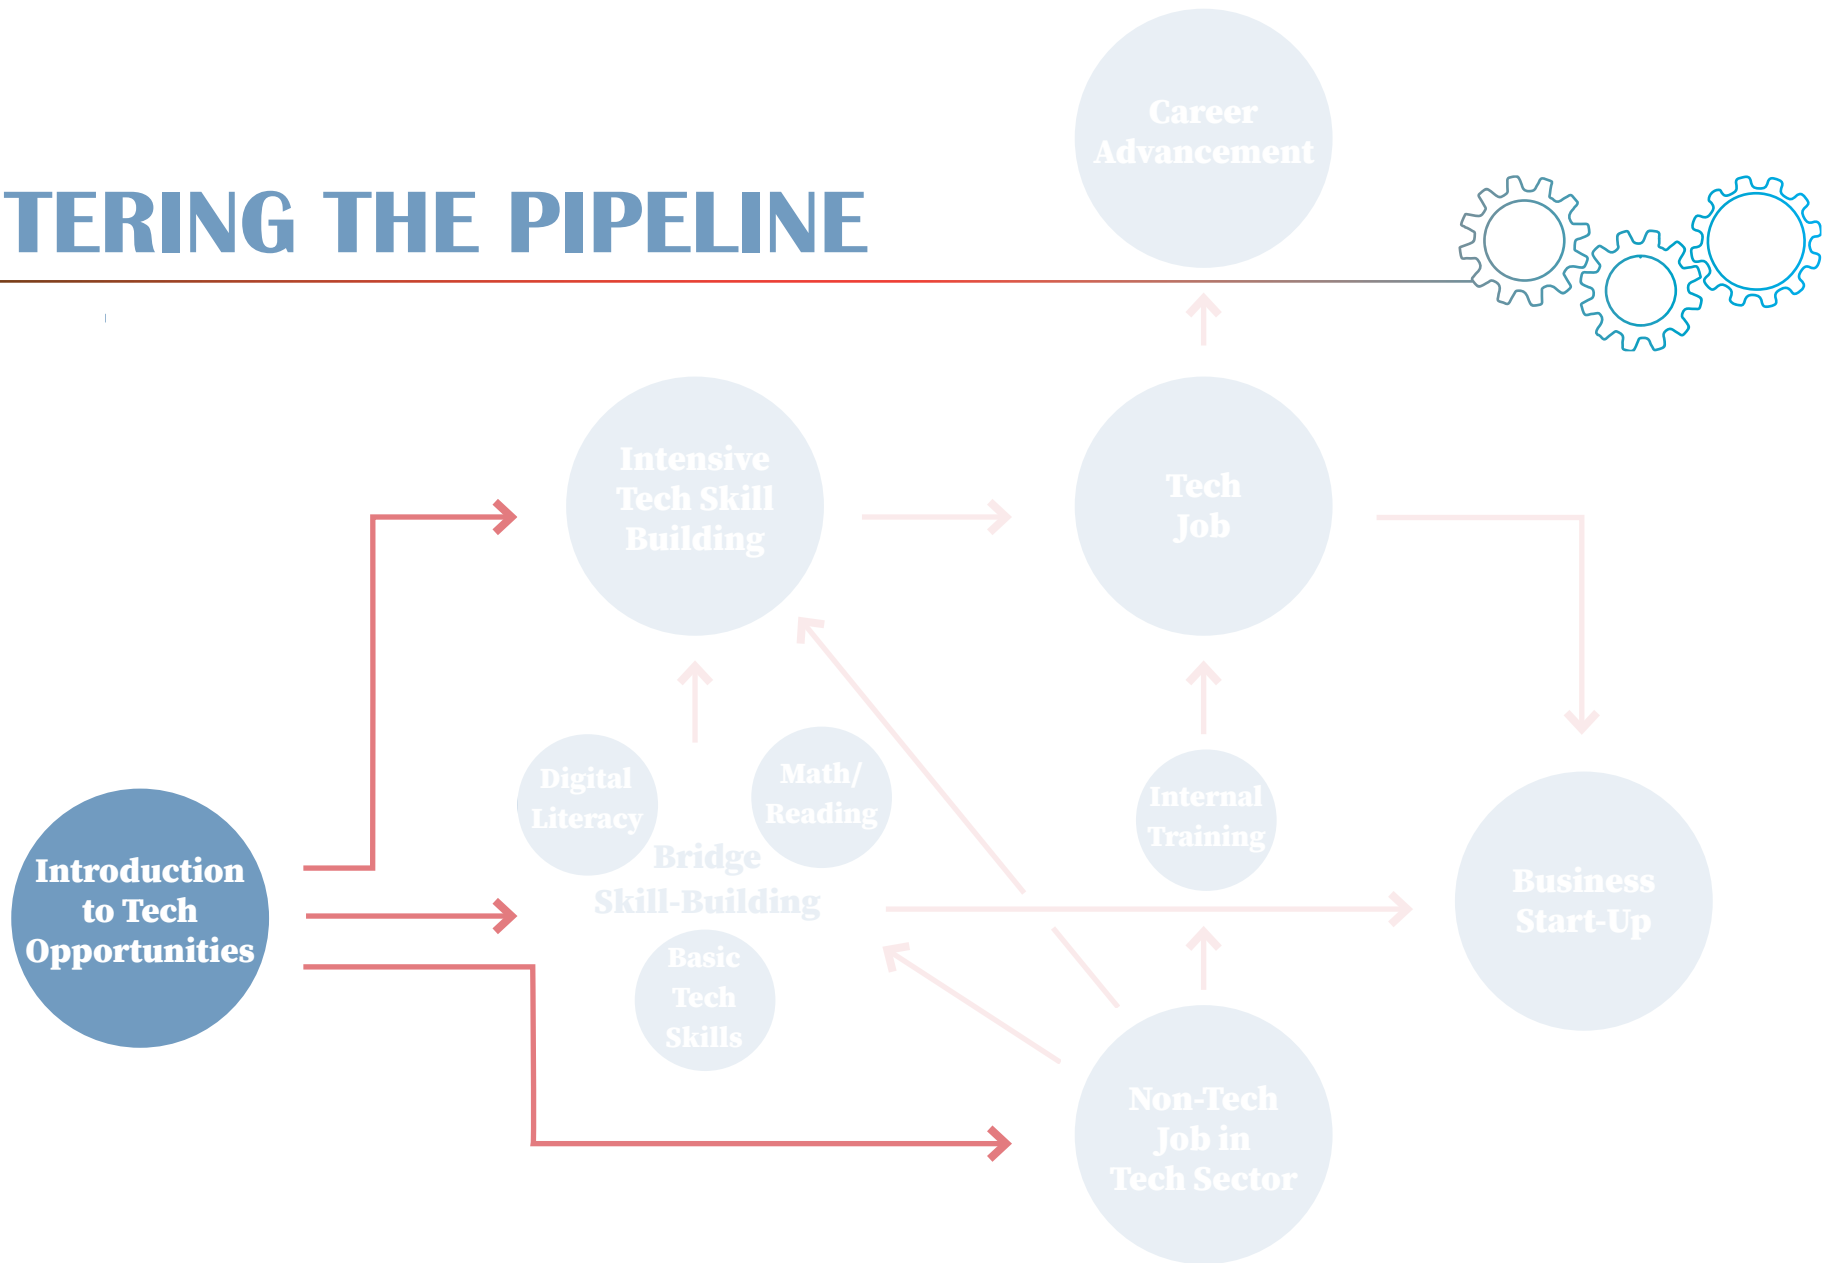 Career
Advancement
TERING THE PIPELINE
Intensive
Tech Skill
Building
Tech
Job
Digital
Literacy
Math/
Reading
Internal
Training
Bridge
Skill-Building
Introduction
to Tech
Opportunities
Business
Start-Up
Basic
Tech
Skills
Non-Tech
Job in
Tech Sector